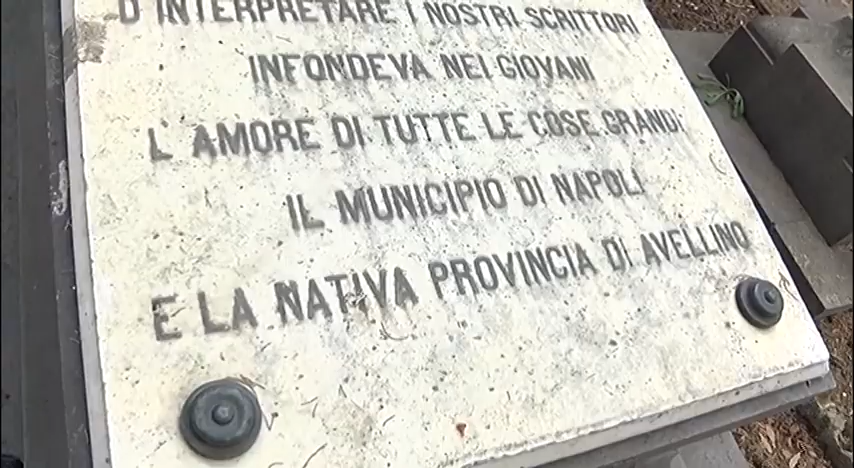 D'INTERPRETARE I NOSTRI SCRITTORI
INFONDEVA NEI GIOVANI
L'AMORE DI TUTTE LE COSE GRANDI
IL MUNICIPIO DI NAPOLI
E LA NATIVA PROVINCIA DI AVELLINO